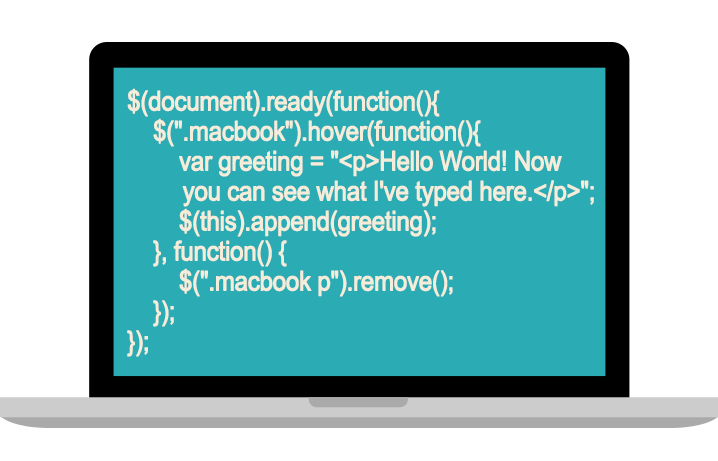 $(document).ready(function(){
$(".macbook").hover(function(){
var greeting = "<p>Hello World! Now
you can see what I've typed here.</p>";
$(this).append(greeting);
}, function() {
$(".macbook p").remove();
});
});